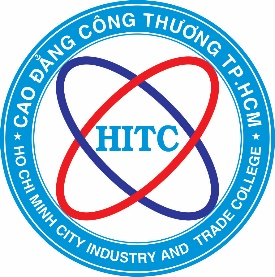 CAO ĐẲNG CÔNG THƯƠNG TP.HCM
HITC
HO CHI MINH CITY INDUSTRY AND TRADE COLLEGE